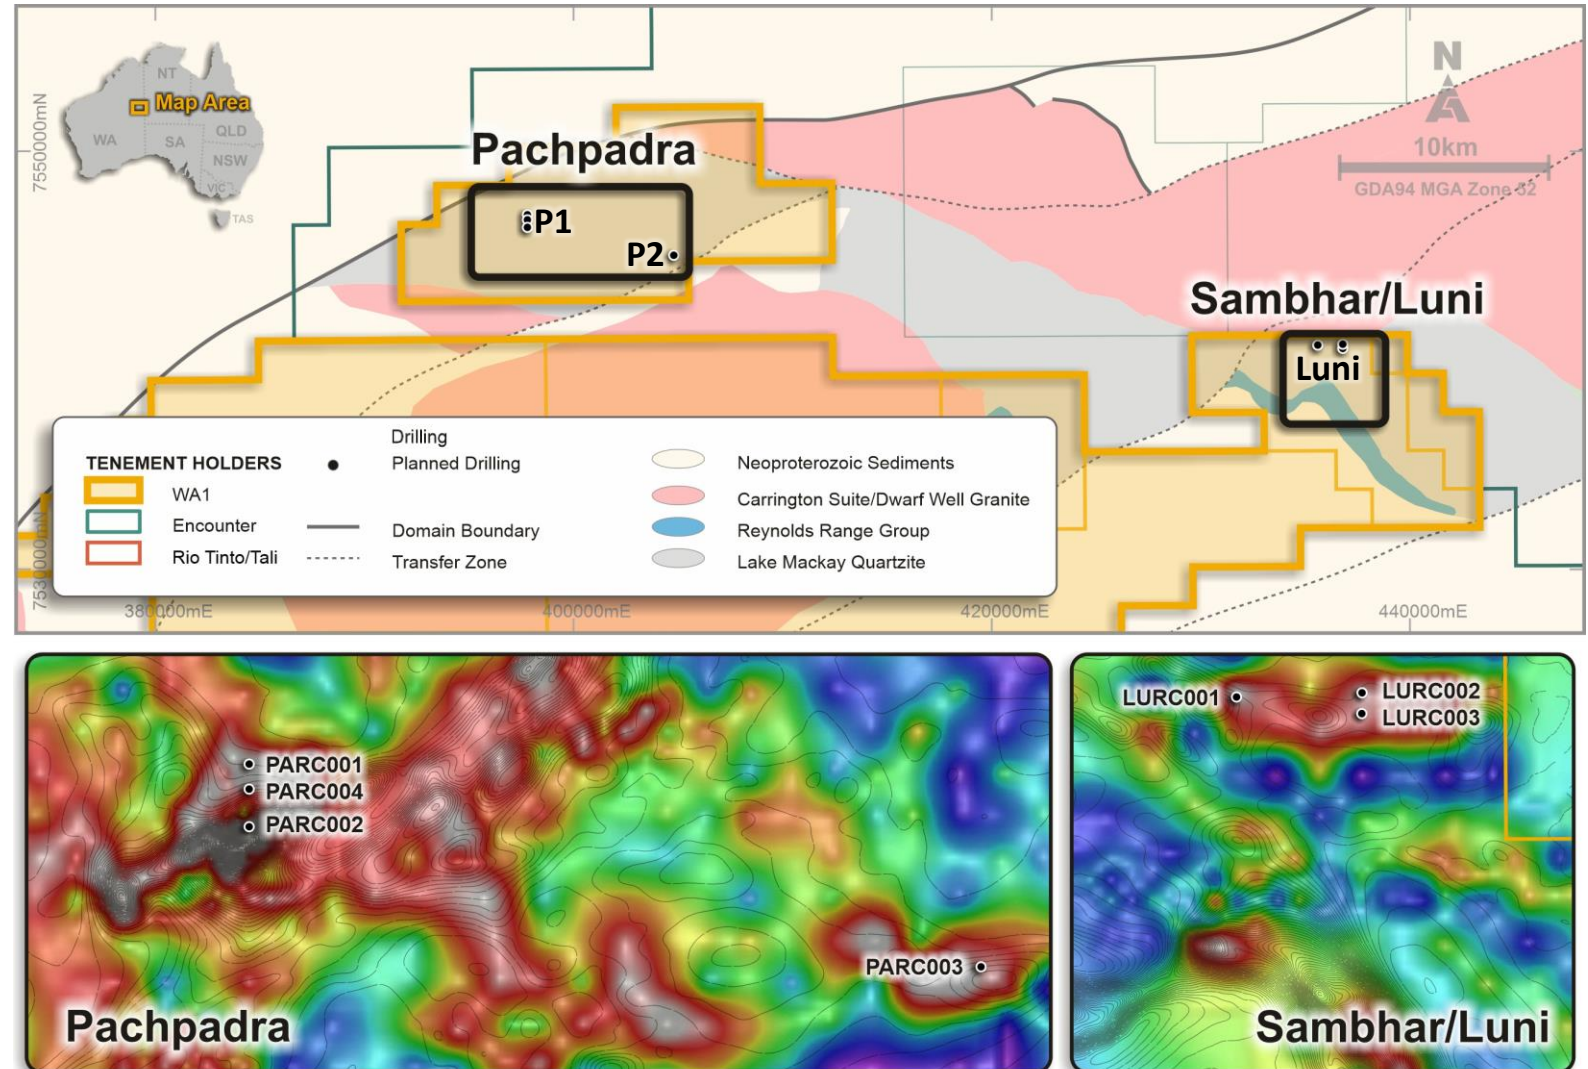 7550000mN
NT
Map Area
WA
SA
QLD
NSW
VIC
TAS
Pachpadra
P1
P2
N
10km
GDA94 MGA Zone 52
Sambhar/Luni
Luni
TENEMENT HOLDERS
WA1
Encounter
Rio Tinto/Tali
Drilling
Planned Drilling
Domain Boundary
Transfer Zone
Neoproterozoic Sediments
Carrington Suite/Dwarf Well Granite
Reynolds Range Group
Lake Mackay Quartzite
7530000mN
380000mE
400000mE
420000mE
440000mE
PARC001
PARC004
PARC002
PARC003
Pachpadra
LURC001
LURC002
LURC003
Sambhar/Luni